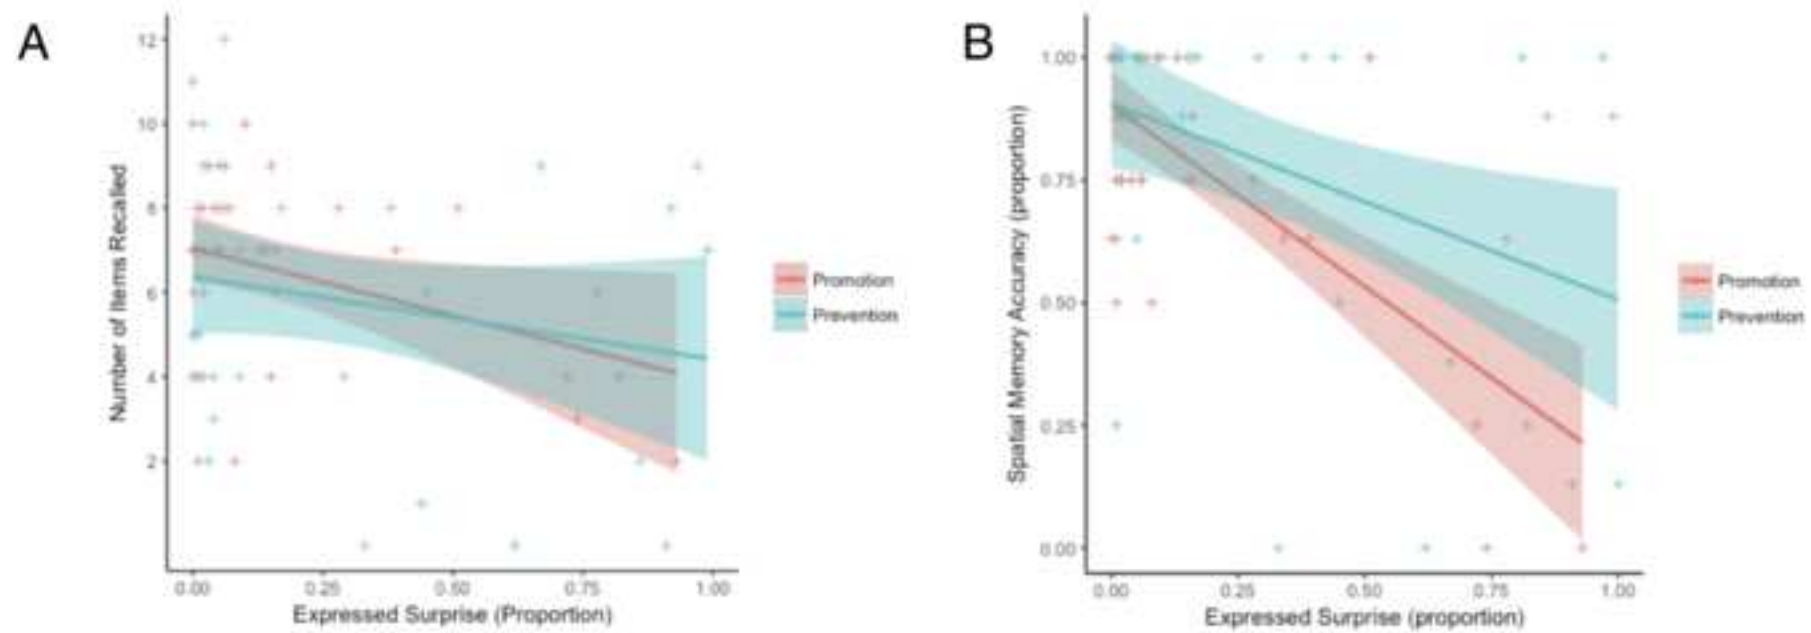 A
Number of Items Recalled
12
10
8
6
4
2
0.00 0.25 0.50 0.75 1.00
Expressed Surprise (Proportion)
Promotion
Prevention
B
Spatial Memory Accuracy (proportion)
1.00
0.75
0.50
0.25
0.00
0.00 0.25 0.50 0.75 1.00
Expressed Surprise (proportion)
Promotion
Prevention